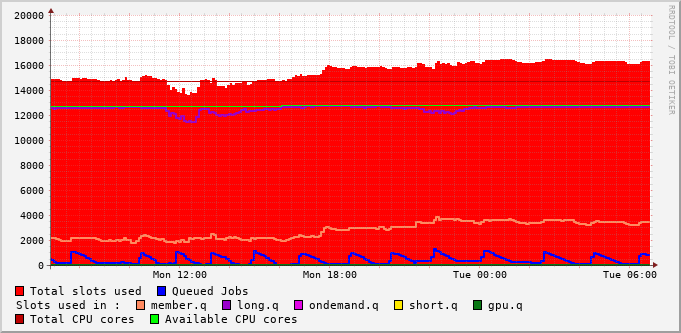 20000
18000
16000
14000
12000
10000
8000
6000
4000
2000
0
Mon 12:00 Mon 18:00 Tue 00:00 Tue 06:00
RRDTOOL / TOBI OETIKER
Total slots used Queued Jobs
Slots used in : member.q long.q ondemand.q short.q gpu.q
Total CPU cores Available CPU cores